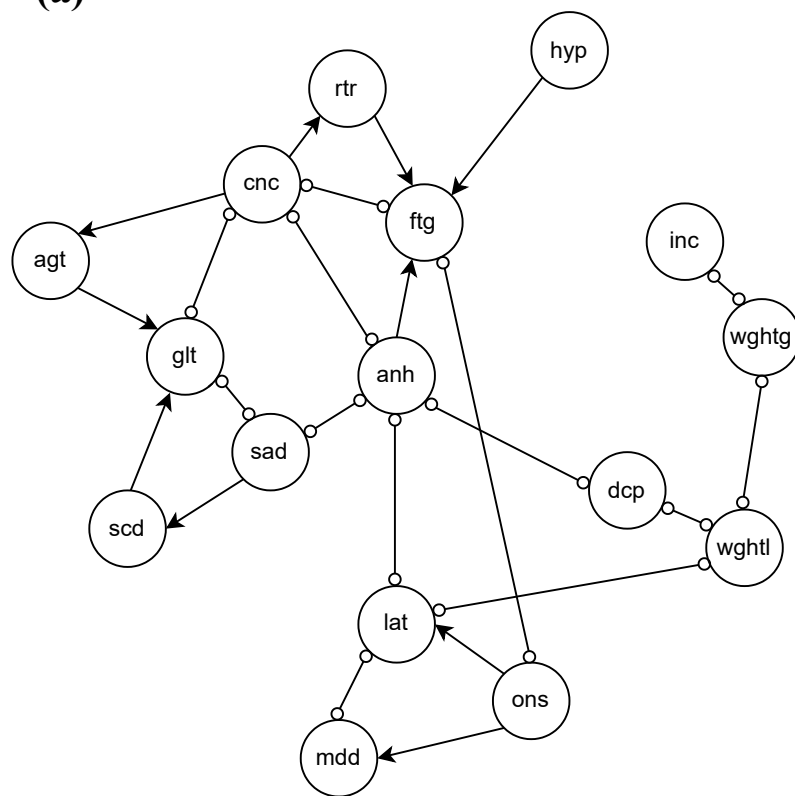 (a)
rtr
hyp
cnc
ftg
inc
agt
wghtg
glt
anh
sad
dcp
scd
wghtl
lat
ons
mdd